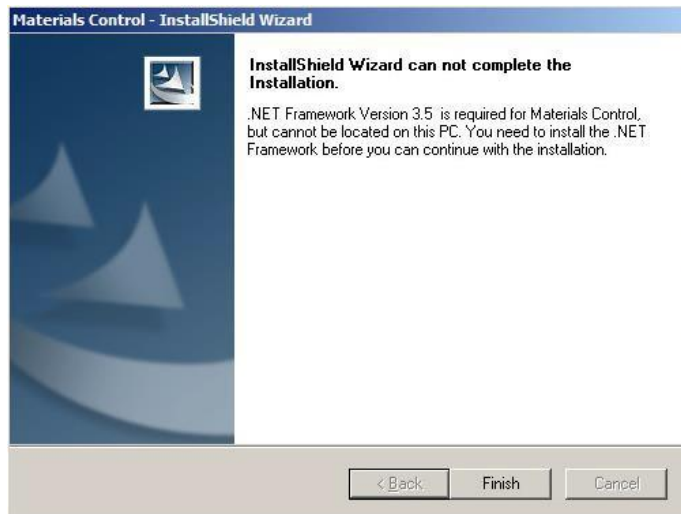 Materials Control - InstallShield Wizard
InstallShield Wizard can not complete the
Installation.
.NET Framework Version 3.5  is required for Materials Control,
but cannot be located on this PC. You need to install the .NET
Framework before you can continue with the installation.
< Back
Finish
Cancel